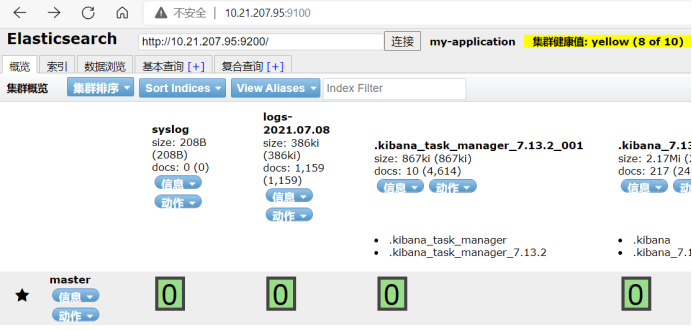 不安全 | 10.21.207.95:9100
Elasticsearch http://10.21.207.95:9200/ 连接 my-application 集群健康值: yellow (8 of 10)
概览 索引 数据浏览 基本查询 [+] 复合查询 [+]
集群概览 集群排序 Sort Indices View Aliases Index Filter
syslog
size: 208B
(208B)
docs: 0 (0)
信息
动作
logs-
2021.07.08
size: 386ki
(386ki)
docs: 1,159
(1,159)
信息
动作
.kibana_task_manager_7.13.2_001
size: 867ki (867ki)
docs: 10 (4,614)
信息 动作
.kibana_task_manager
.kibana_task_manager_7.13.2
.kibana_7.13
size: 2.17Mi (2
docs: 217 (24
信息 动作
.kibana
.kibana_7.1
master
信息
动作
0 0 0 0